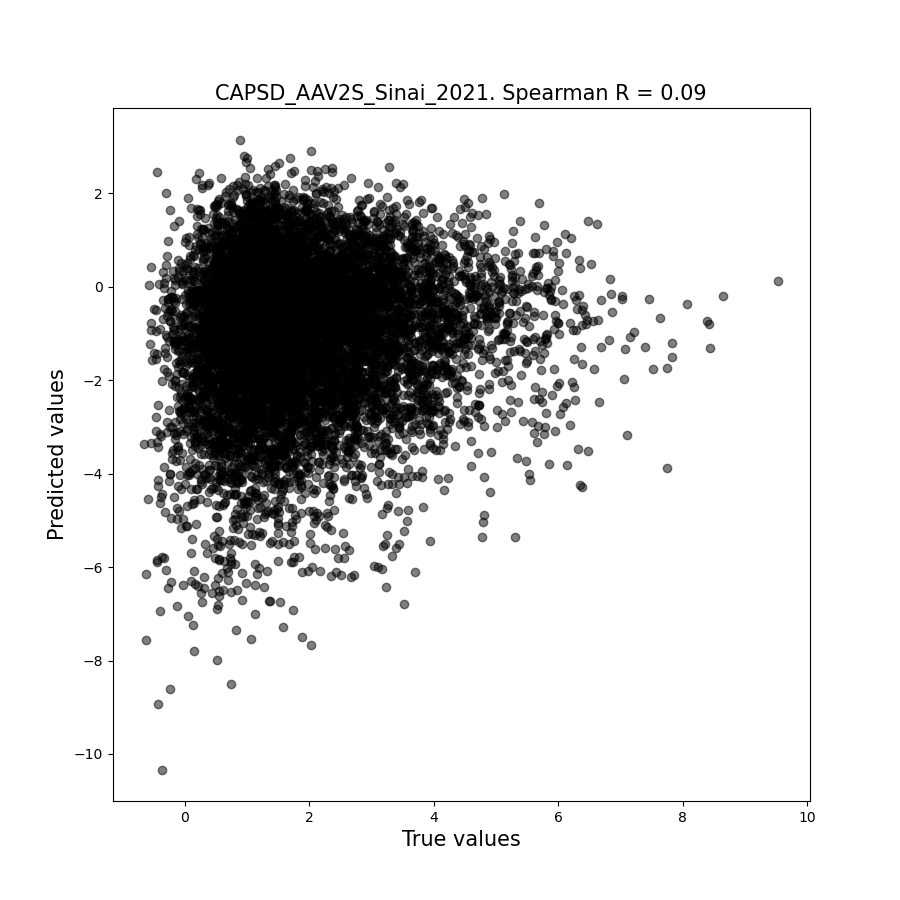 CAPSD_AAV2S_Sinai_2021. Spearman R = 0.09
Predicted values
2
0
−2
−4
−6
−8
−10
0 2 4 6 8 10
True values